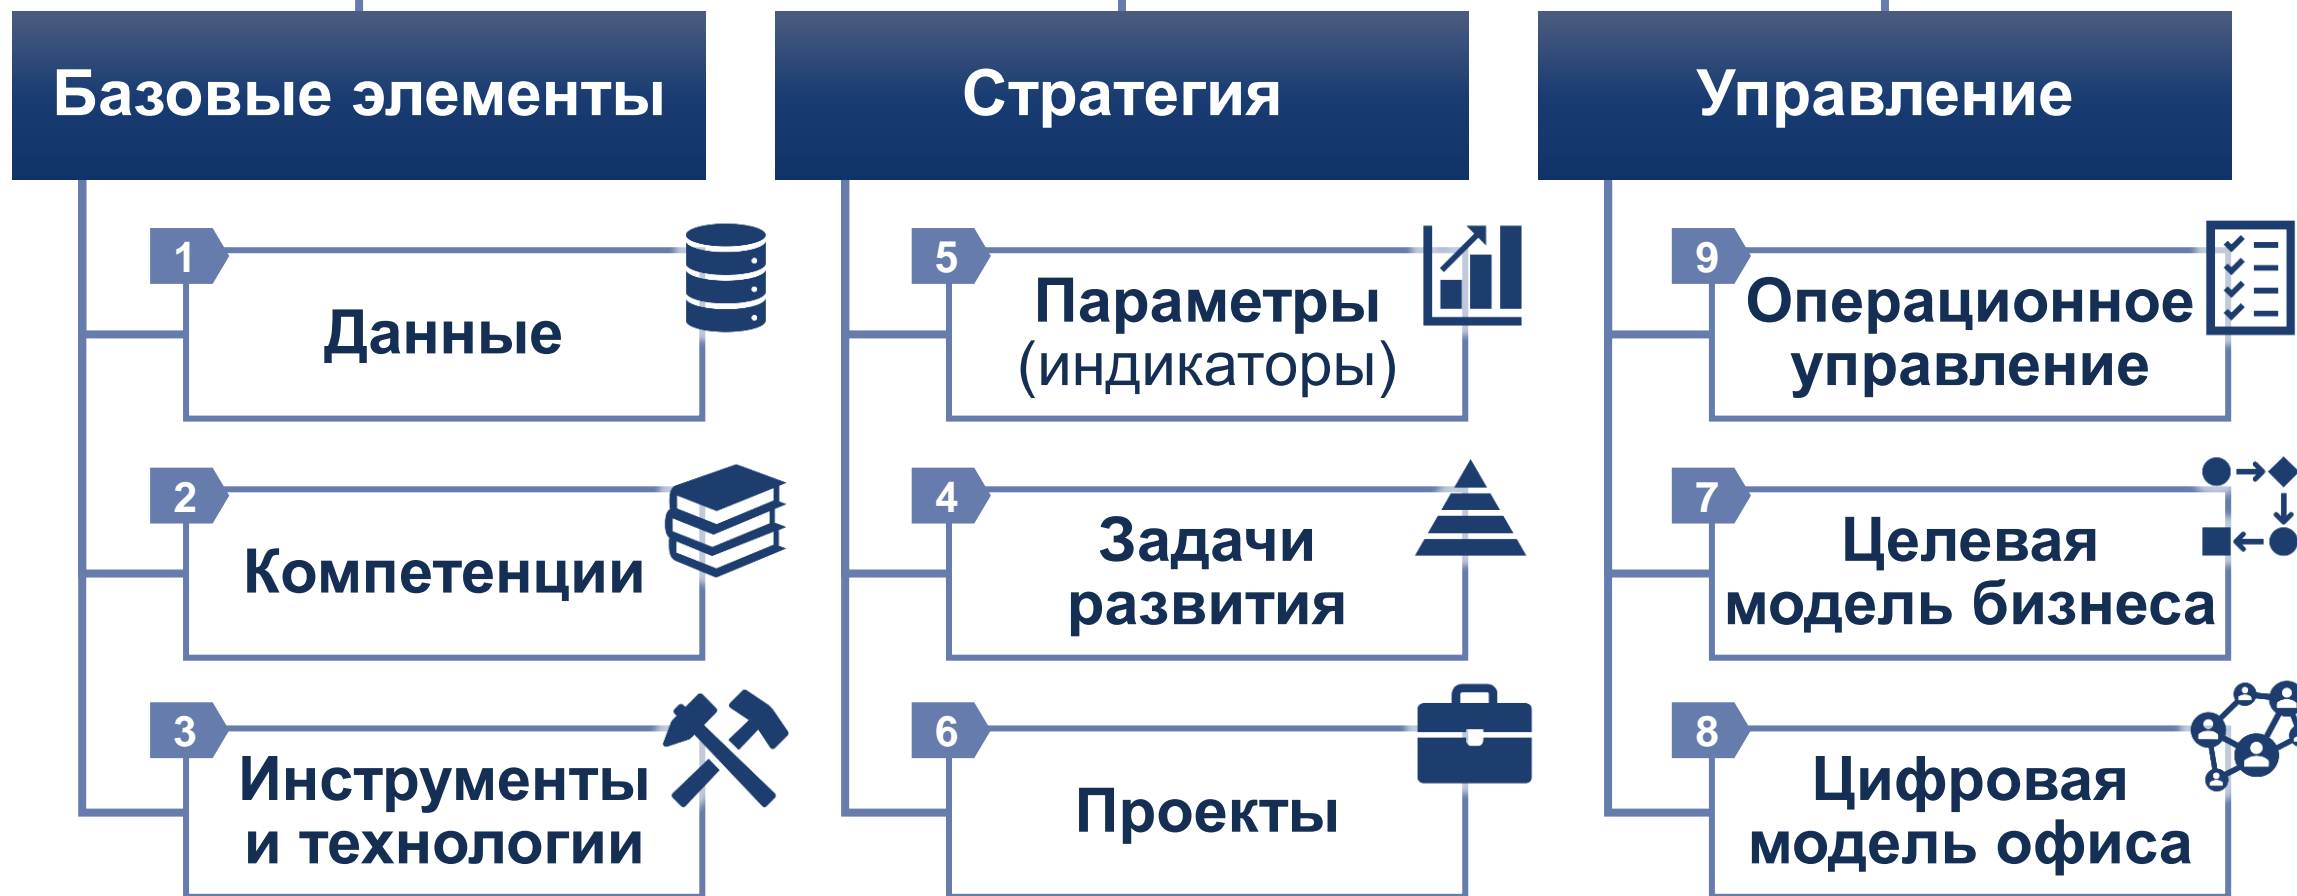 Базовые элементы
1
Данные
2
Компетенции
3
Инструменты
и технологии
Стратегия
5
Параметры
(индикаторы)
4
Задачи
развития
6
Проекты
Управление
9
Операционное
управление
7
Целевая
модель бизнеса
8
Цифровая
модель офиса